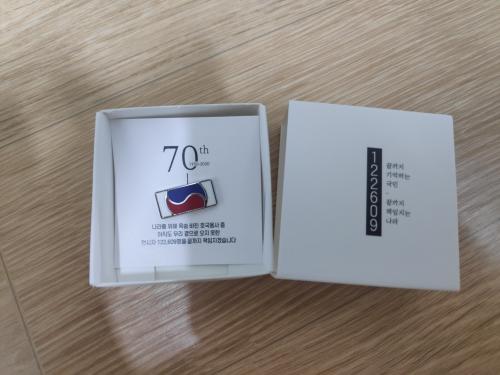 70th
1950-2020
나라를 위해 목숨 바친 호국용사 중
아직도 우리 곁으로 오지 못한
전사자 122,609명을 끝까지 책임지겠습니다
122609
끝까지
기억하는
국민
끝까지
책임지는
나라